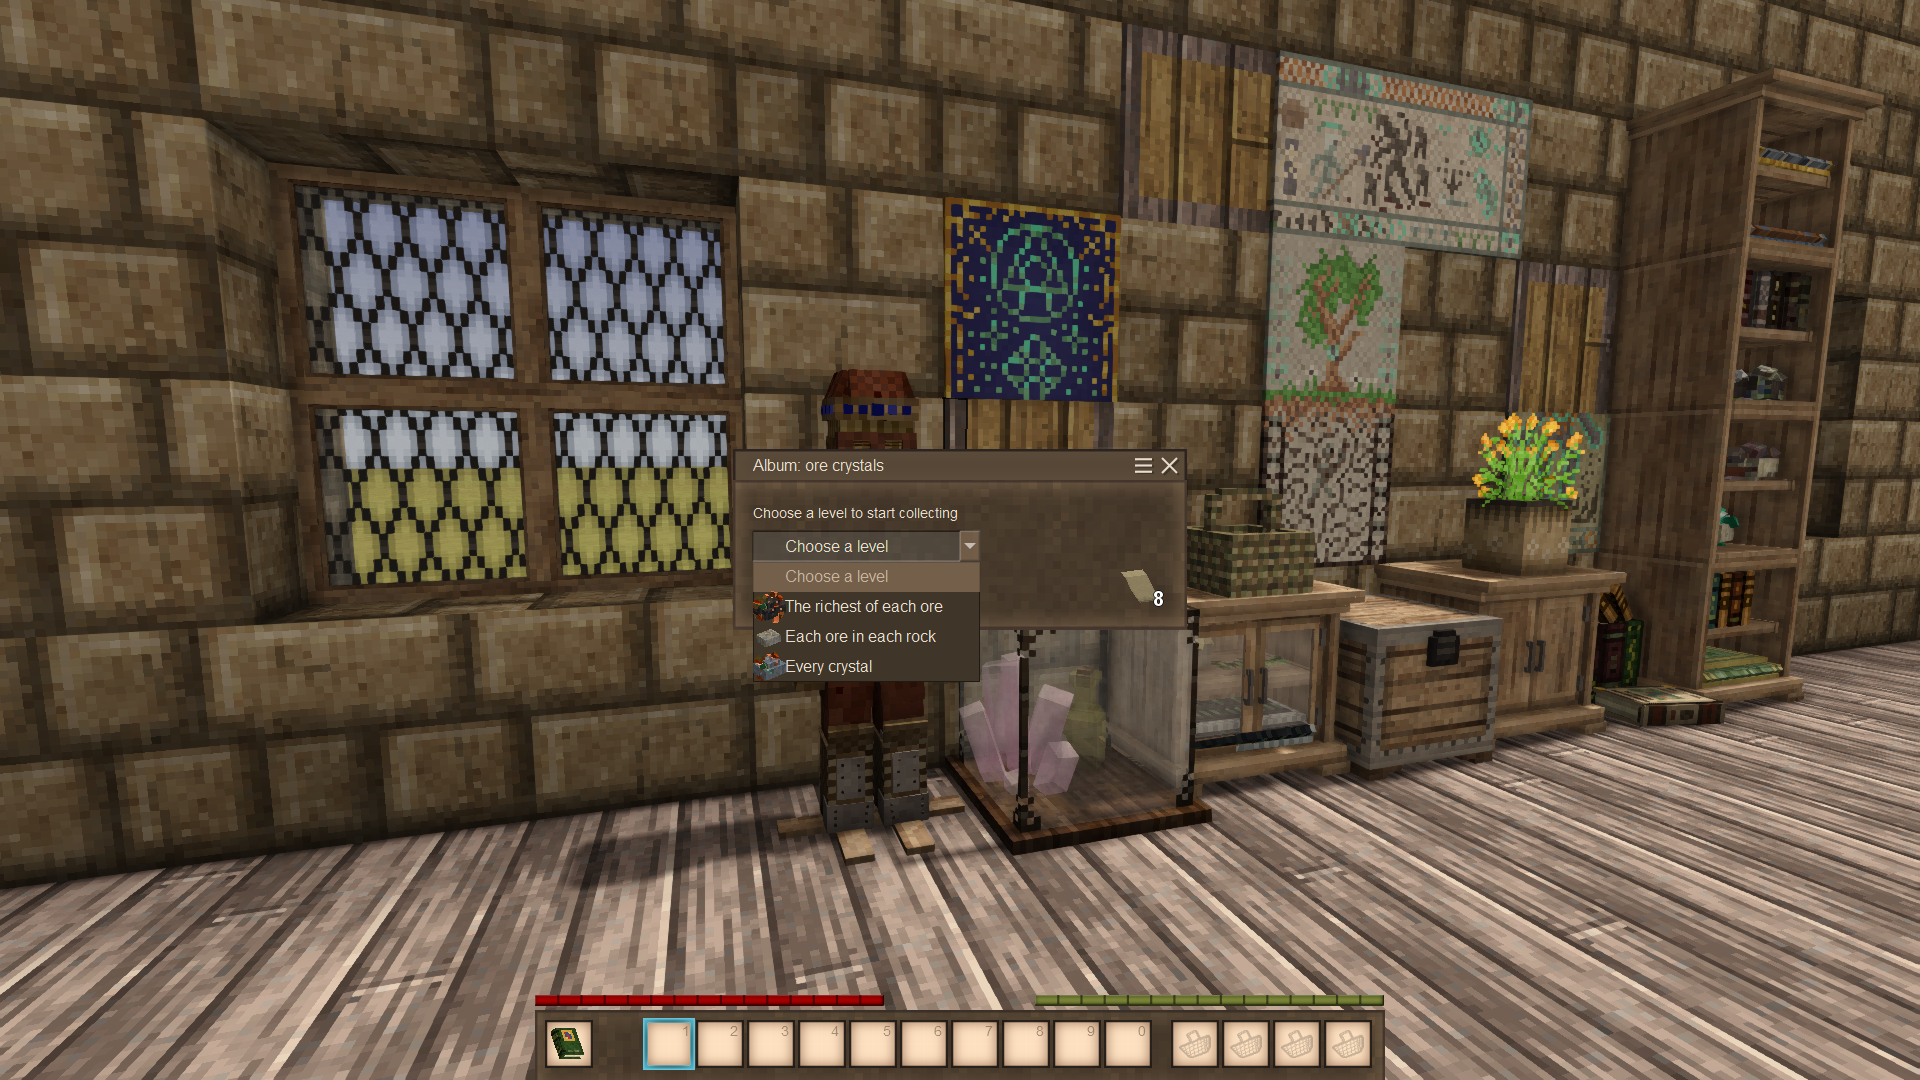 Album: ore crystals
Choose a level to start collecting
Choose a level
Choose a level
The richest of each ore
Each ore in each rock
Every crystal
8
1 2 3 4 5 6 7 8 9 0